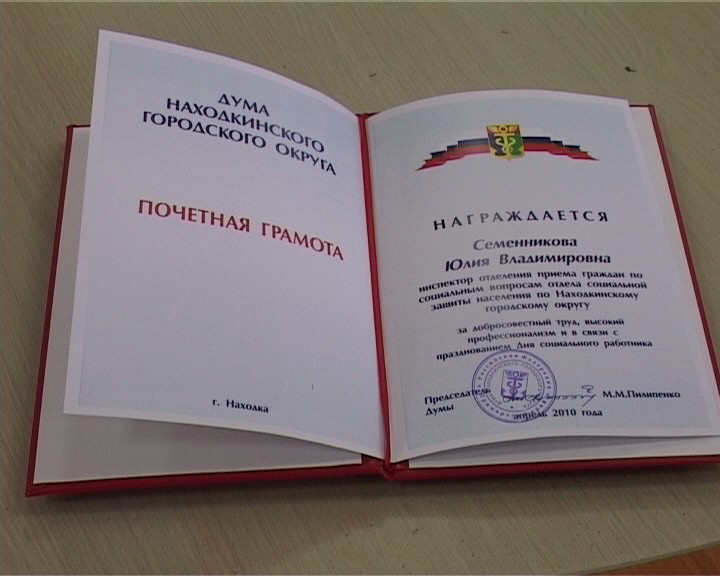 ДУМА
НАХОДКИНСКОГО
ГОРОДСКОГО ОКРУГА
ПОЧЕТНАЯ ГРАМОТА
г. Находка
НАГРАЖДАЕТСЯ
Семенникова
Юлия Владимировна
инспектор отделения приема граждан по
социальным вопросам отдела социальной
защиты населения по Находкинскому
городскому округу
за добросовестный труд, высокий
профессионализм и в связи с
празднованием Дня социального работника
Председатель
Думы
М.М.Пилипенко
апрель 2010 года